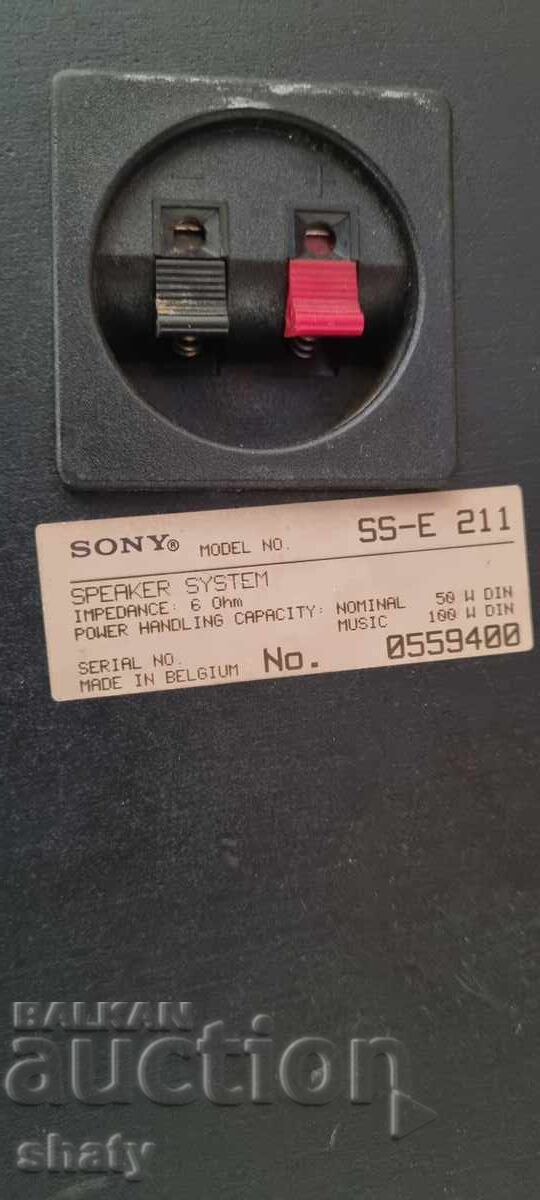 - +
SONY® MODEL NO. SS-E 211
SPEAKER SYSTEM
IMPEDANCE: 6 Ohm
POWER HANDLING CAPACITY: NOMINAL 50 W DIN
MUSIC 100 W DIN
SERIAL NO. No. 0559400
MADE IN BELGIUM
BALKAN
auction
shaty